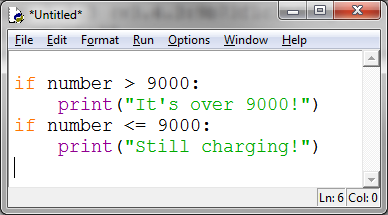 *Untitled*
File Edit Format Run Options Window Help
if number > 9000:
    print("It's over 9000!")
if number <= 9000:
    print("Still charging!")
Ln: 6 Col: 0